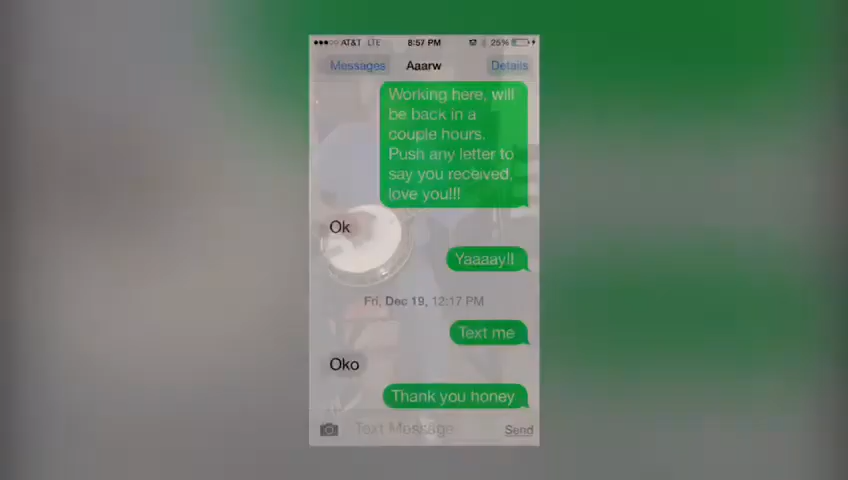 AT&T LTE 8:57 PM 25%
Messages Aaarw Details
Working here, will
be back in a
couple hours.
Push any letter to
say you received,
love you!!!
Ok
Yaaaay!!
Fri, Dec 19, 12:17 PM
Text me
Oko
Thank you honey
Text Message Send